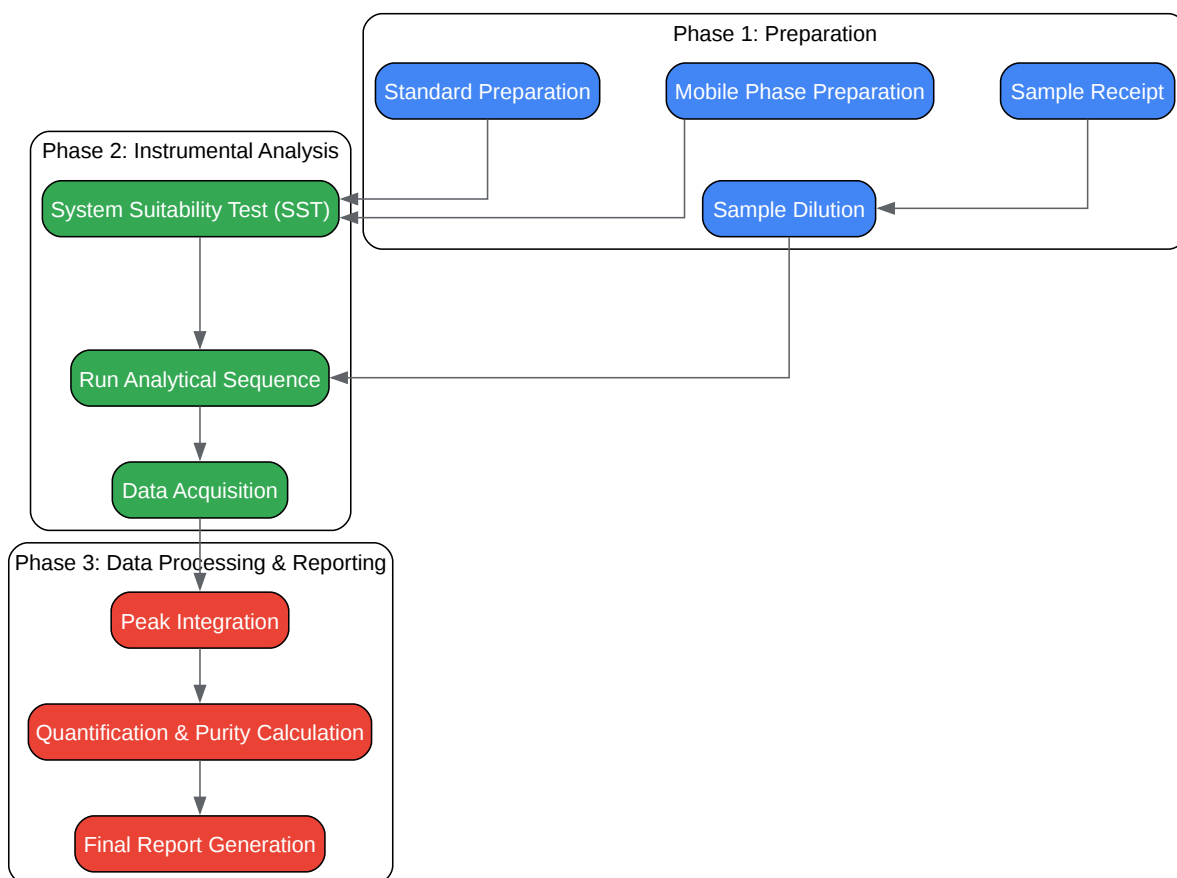 Phase 1: Preparation
Standard Preparation
Mobile Phase Preparation
Sample Receipt
Sample Dilution
Phase 2: Instrumental Analysis
System Suitability Test (SST)
Run Analytical Sequence
Data Acquisition
Phase 3: Data Processing & Reporting
Peak Integration
Quantification & Purity Calculation
Final Report Generation